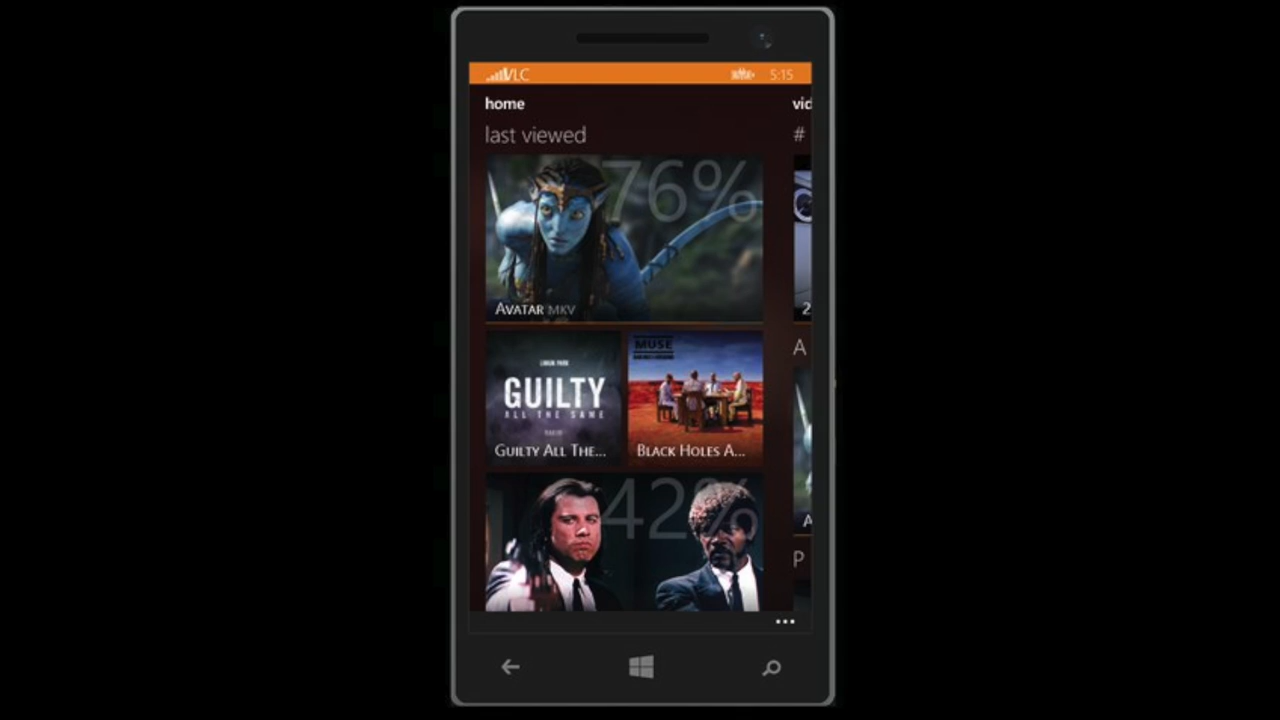 VLC 5:15
home vid
last viewed #
76%
AVATAR MKV 2
A
MUSE
LINKIN PARK
GUILTY
ALL THE SAME
GUILTY ALL THE... BLACK HOLES A...
42%
A
P
...